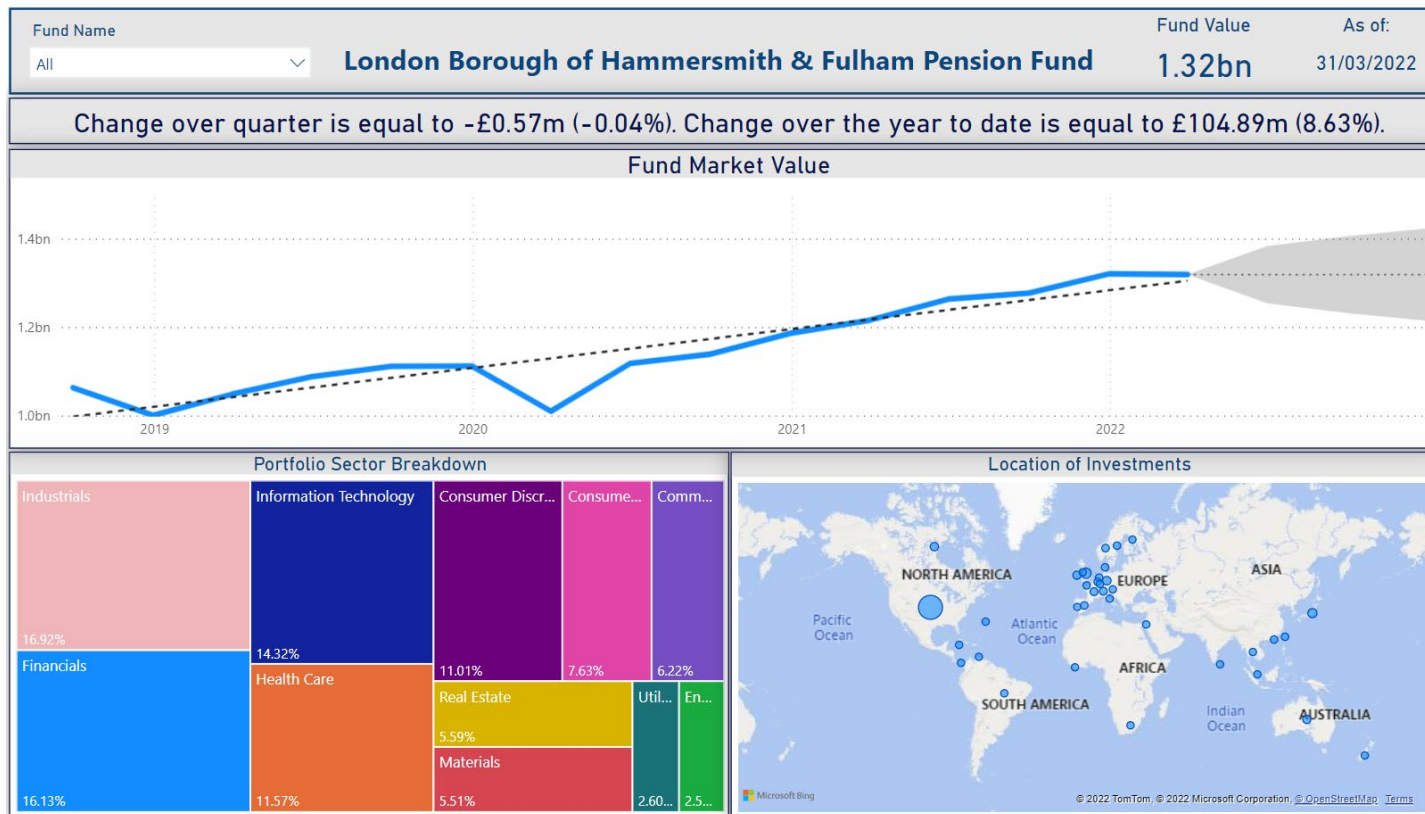 Fund Name
All
London Borough of Hammersmith & Fulham Pension Fund
Fund Value
1.32bn
As of:
31/03/2022
Change over quarter is equal to -£0.57m (-0.04%). Change over the year to date is equal to £104.89m (8.63%).
Fund Market Value
1.4bn
1.2bn
1.0bn
2019
2020
2021
2022
Portfolio Sector Breakdown
Industrials
16.92%
Financials
16.13%
Information Technology
14.32%
Health Care
11.57%
Consumer Discr...
11.01%
Consume...
7.63%
Comm...
6.22%
Real Estate
5.59%
Materials
5.51%
Util...
2.60...
En...
2.5...
Location of Investments
NORTH AMERICA
EUROPE
ASIA
Pacific
Ocean
Atlantic
Ocean
AFRICA
SOUTH AMERICA
Indian
Ocean
AUSTRALIA
Microsoft Bing
© 2022 TomTom, © 2022 Microsoft Corporation, © OpenStreetMap Terms